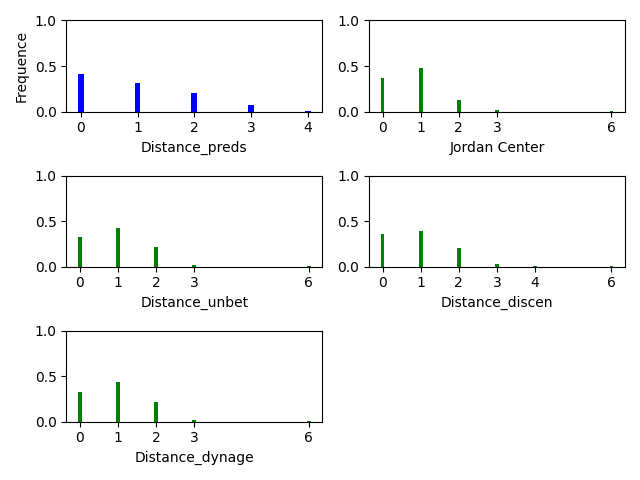 1.0 1.0
Frequence
0.5 0.5
0.0 0.0
0 1 2 3 4 0 1 2 3 6
Distance_preds Jordan Center
1.0 1.0
0.5 0.5
0.0 0.0
0 1 2 3 6 0 1 2 3 4 6
Distance_unbet Distance_discen
1.0
0.5
0.0
0 1 2 3 6
Distance_dynage